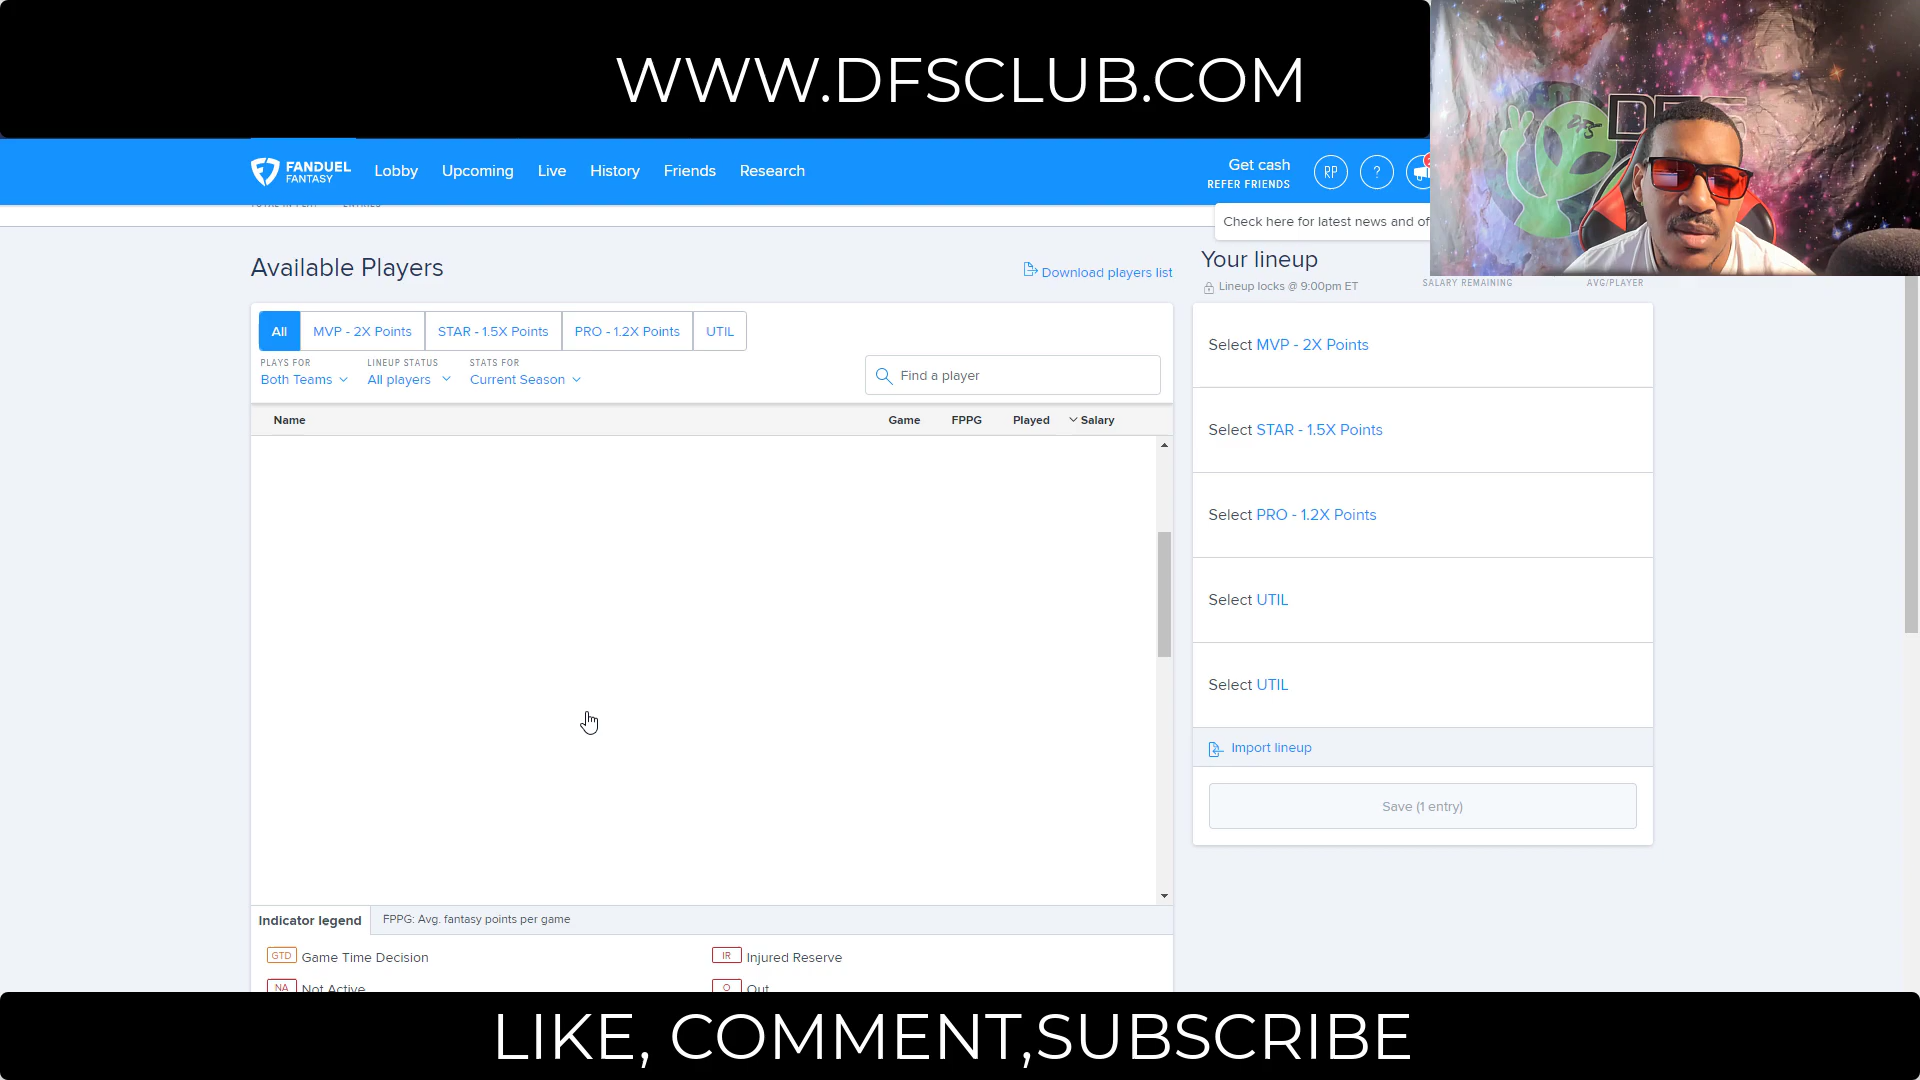 WWW.DFSCLUB.COM
FANDUEL
FANTASY
Lobby
Upcoming
Live
History
Friends
Research
Get cash
REFER FRIENDS
RP
?
Check here for latest news and of
Available Players
Download players list
Your lineup
Lineup locks @ 9:00pm ET
SALARY REMAINING
AVG/PLAYER
All
MVP - 2X Points
STAR - 1.5X Points
PRO - 1.2X Points
UTIL
PLAYS FOR
LINEUP STATUS
STATS FOR
Both Teams
All players
Current Season
Find a player
Name
Game
FPPG
Played
Salary
Select MVP - 2X Points
Select STAR - 1.5X Points
Select PRO - 1.2X Points
Select UTIL
Select UTIL
Import lineup
Save (1 entry)
Indicator legend
FPPG: Avg. fantasy points per game
GTD Game Time Decision
IR Injured Reserve
NA Not Active
O Out
LIKE, COMMENT,SUBSCRIBE